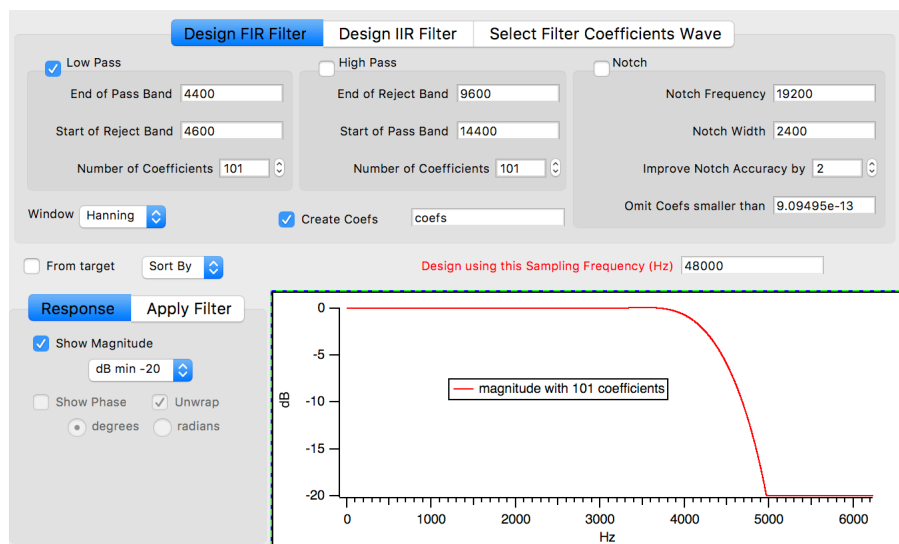 Design FIR Filter Design IIR Filter Select Filter Coefficients Wave
Low Pass High Pass Notch
End of Pass Band 4400 End of Reject Band 9600 Notch Frequency 19200
Start of Reject Band 4600 Start of Pass Band 14400 Notch Width 2400
Number of Coefficients 101 Number of Coefficients 101 Improve Notch Accuracy by 2
Window Hanning Create Coefs coefs Omit Coefs smaller than 9.09495e-13
From target Sort By Design using this Sampling Frequency (Hz) 48000
Response Apply Filter
Show Magnitude
dB min -20
Show Phase Unwrap
degrees radians
0
-5
-10
-15
-20
dB
magnitude with 101 coefficients
0 1000 2000 3000 4000 5000 6000
Hz